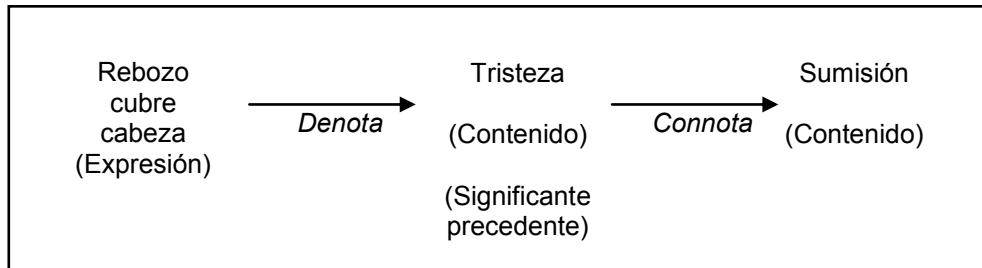 Rebozo
cubre
cabeza
(Expresión)
Denota
Tristeza
(Contenido)
(Significante
precedente)
Connota
Sumisión
(Contenido)